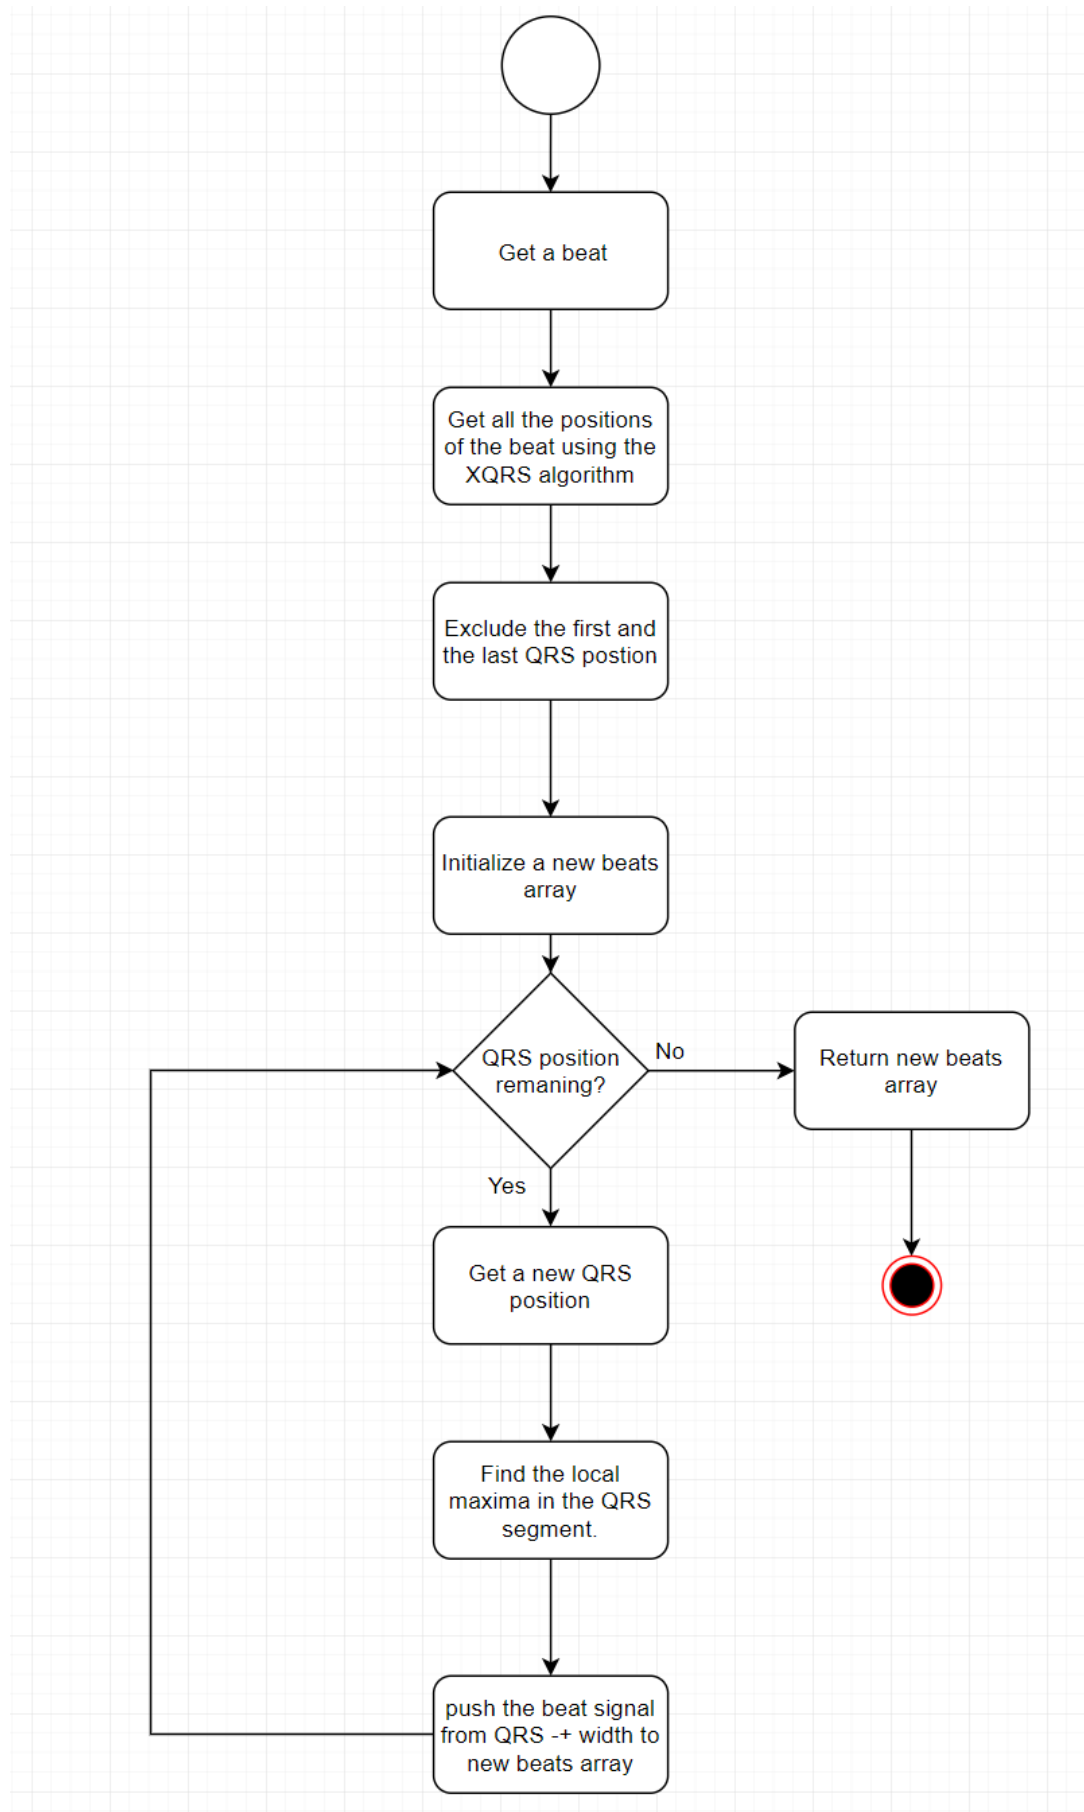 Get a beat
Get all the positions
of the beat using the
XQRS algorithm
Exclude the first and
the last QRS postion
Initialize a new beats
array
QRS position
remaning?
No
Return new beats
array
Yes
Get a new QRS
position
Find the local
maxima in the QRS
segment.
push the beat signal
from QRS -+ width to
new beats array